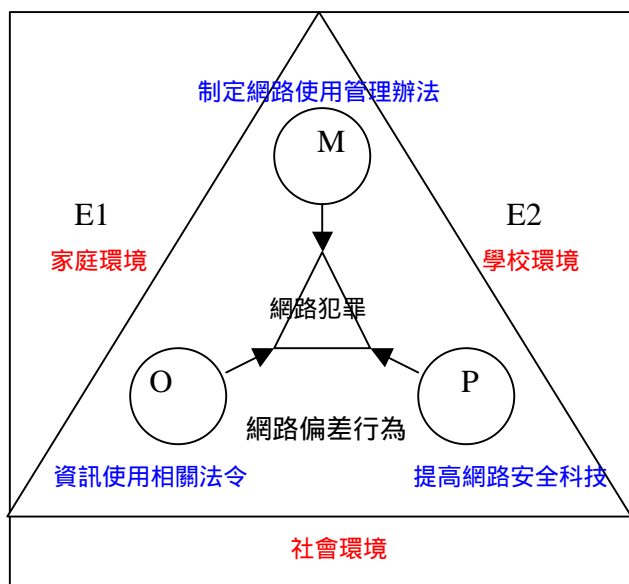 制定網路使用管理辦法
M
E1
E2
家庭環境
學校環境
網路犯罪
O
P
網路偏差行為
資訊使用相關法令
提高網路安全科技
社會環境